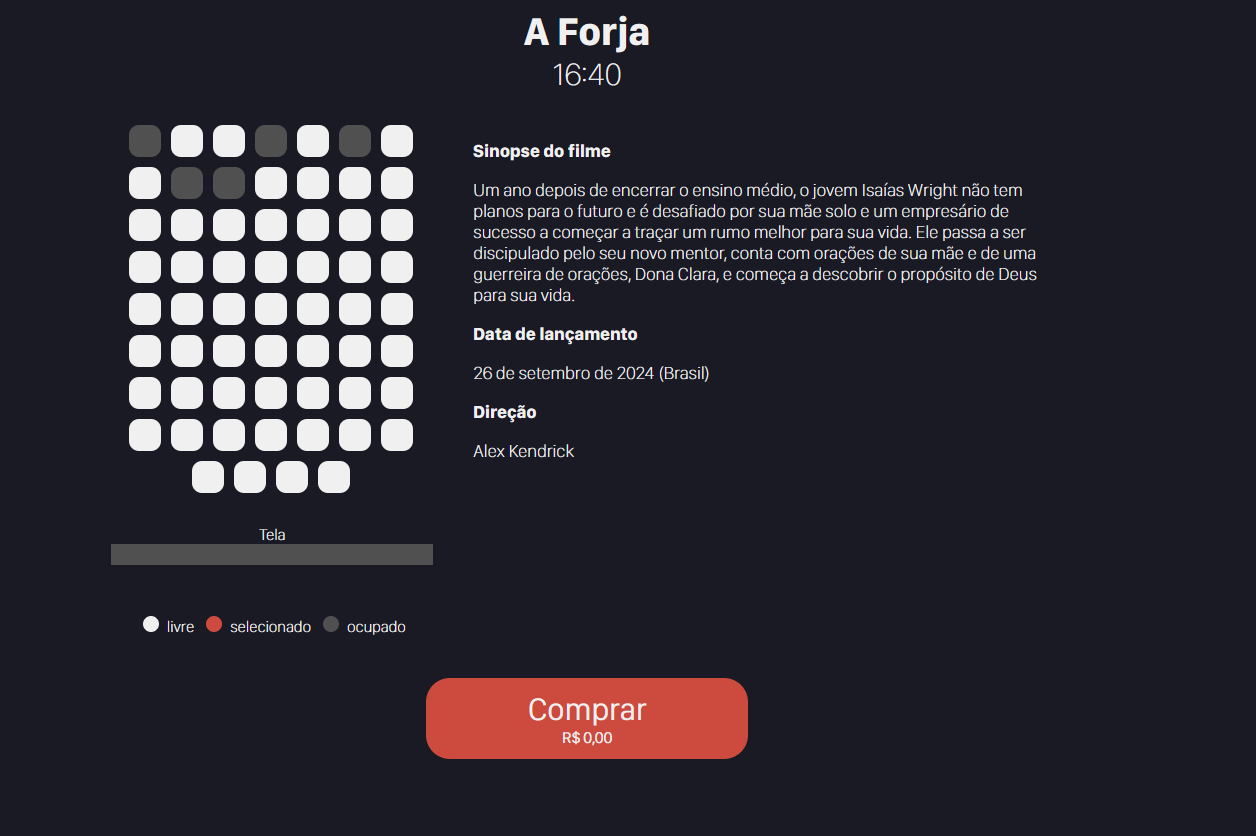 A Forja
16:40
Sinopse do filme
Um ano depois de encerrar o ensino médio, o jovem Isaías Wright não tem
planos para o futuro e é desafiado por sua mãe solo e um empresário de
sucesso a começar a traçar um rumo melhor para sua vida. Ele passa a ser
discipulado pelo seu novo mentor, conta com orações de sua mãe e de uma
guerreira de orações, Dona Clara, e começa a descobrir o propósito de Deus
para sua vida.
Data de lançamento
26 de setembro de 2024 (Brasil)
Direção
Alex Kendrick
Tela
livre selecionado ocupado
Comprar
R$ 0,00